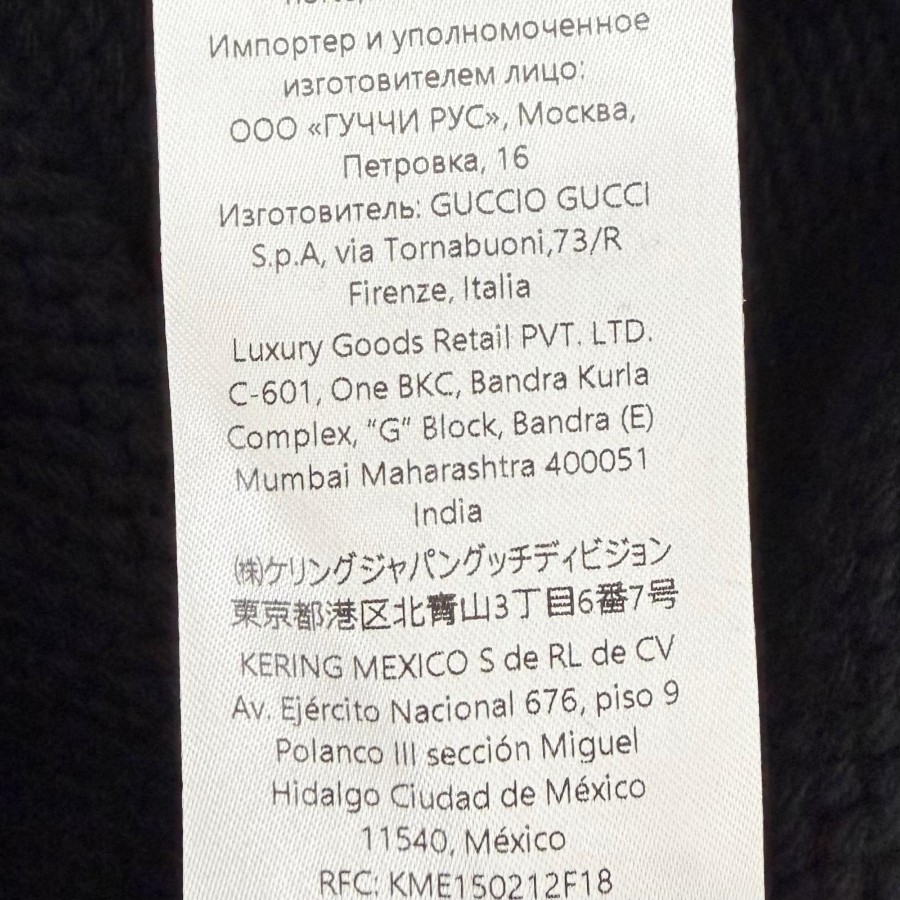 Импортер и уполномоченное
изготовителем лицо:
ООО «ГУЧЧИ РУС», Москва,
Петровка, 16
Изготовитель: GUCCIO GUCCI
S.p.A, via Tornabuoni,73/R
Firenze, Italia
Luxury Goods Retail PVT. LTD.
C-601, One BKC, Bandra Kurla
Complex, “G” Block, Bandra (E)
Mumbai Maharashtra 400051
India
㈱ケリングジャパングッチディビジョン
東京都港区北青山3丁目6番7号
KERING MEXICO S de RL de CV
Av. Ejército Nacional 676, piso 9
Polanco III sección Miguel
Hidalgo Ciudad de México
11540, México
RFC: KME150212F18